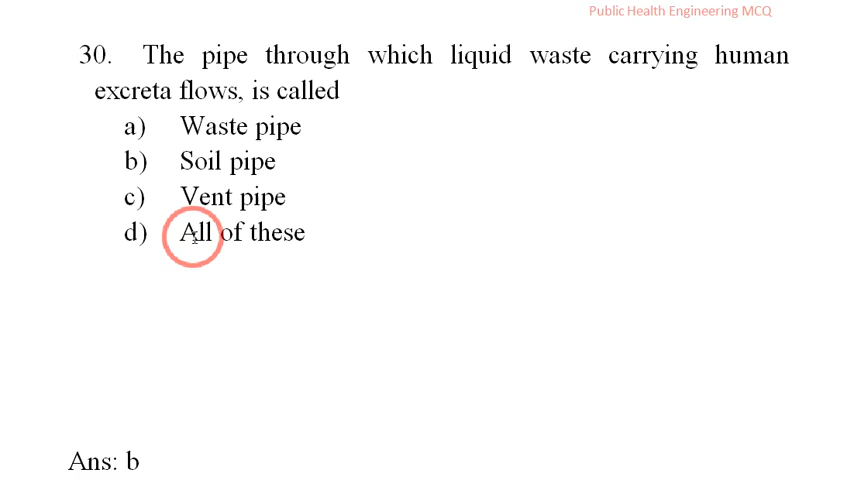 Public Health Engineering MCQ
30. The pipe through which liquid waste carrying human
excreta flows, is called
a) Waste pipe
b) Soil pipe
c) Vent pipe
d) All of these
Ans: b